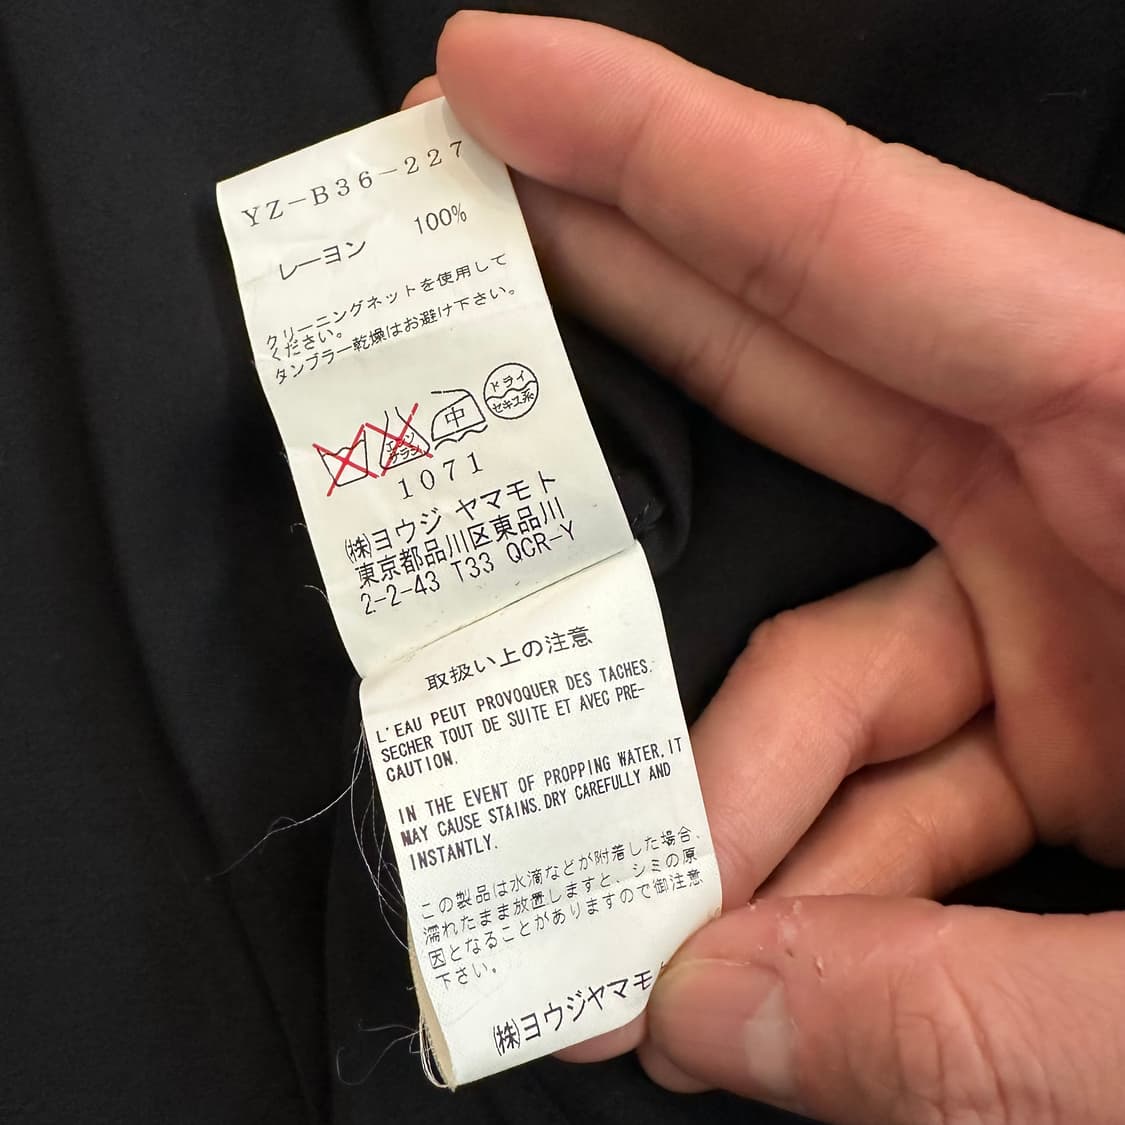 YZ-B36-227
レーヨン 100%
クリーニングネットを使用して
ください。
タンブラー乾燥はお避け下さい。
エンソ
ブラシ
中
ドライ
セキユ系
1071
㈱ヨウジ ヤマモト
東京都品川区東品川
2-2-43 T33 QCR-Y
取扱い上の注意
L'EAU PEUT PROVOQUER DES TACHES.
SECHER TOUT DE SUITE ET AVEC PRE-
CAUTION.
IN THE EVENT OF PROPPING WATER, IT
MAY CAUSE STAINS. DRY CAREFULLY AND
INSTANTLY.
この製品は水滴などが附着した場合、
濡れたまま放置しますと、シミの原
因となることがありますので御注意
下さい。
㈱ヨウジヤマモ